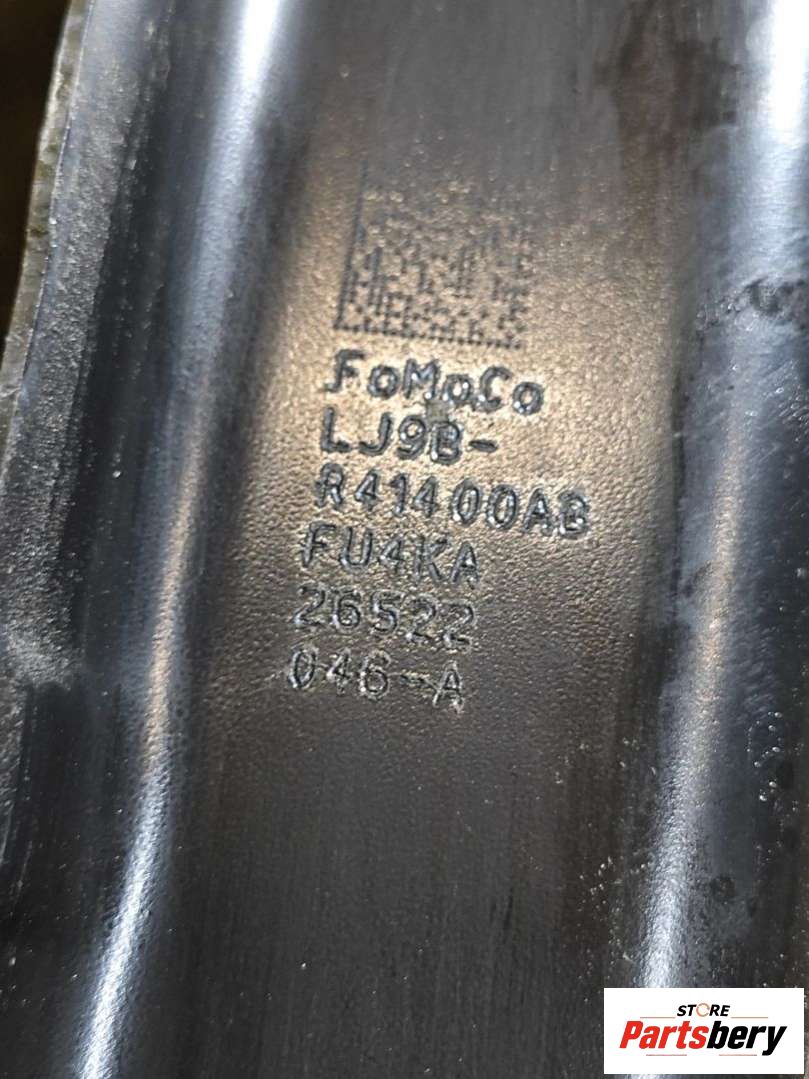 FoMoCo
LJ9B-
R41400AB
FU4KA
26522
046-A
STORE
Partsbery